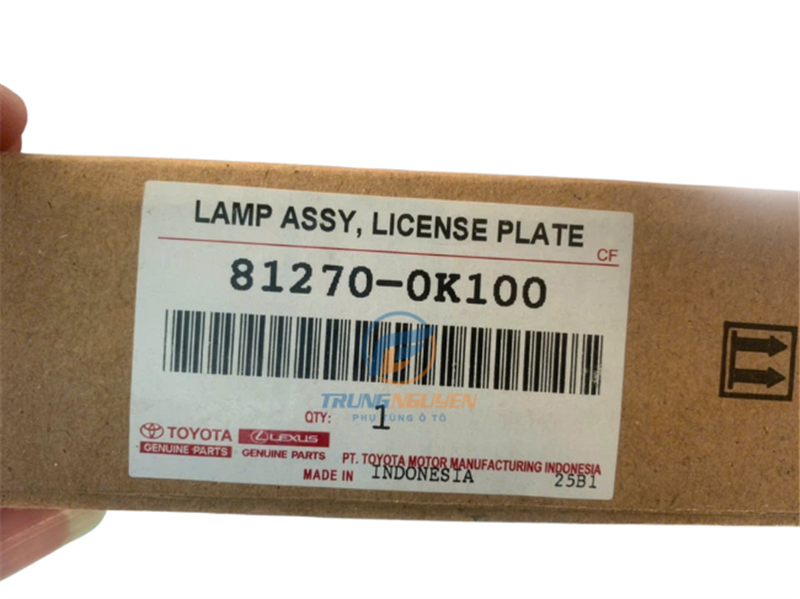 LAMP ASSY, LICENSE PLATE
CF
81270-0K100
TRUNG NGUYEN
PHỤ TÙNG Ô TÔ
QTY: 1
TOYOTA LEXUS
GENUINE PARTS GENUINE PARTS
PT. TOYOTA MOTOR MANUFACTURING INDONESIA
MADE IN INDONESIA 25B1